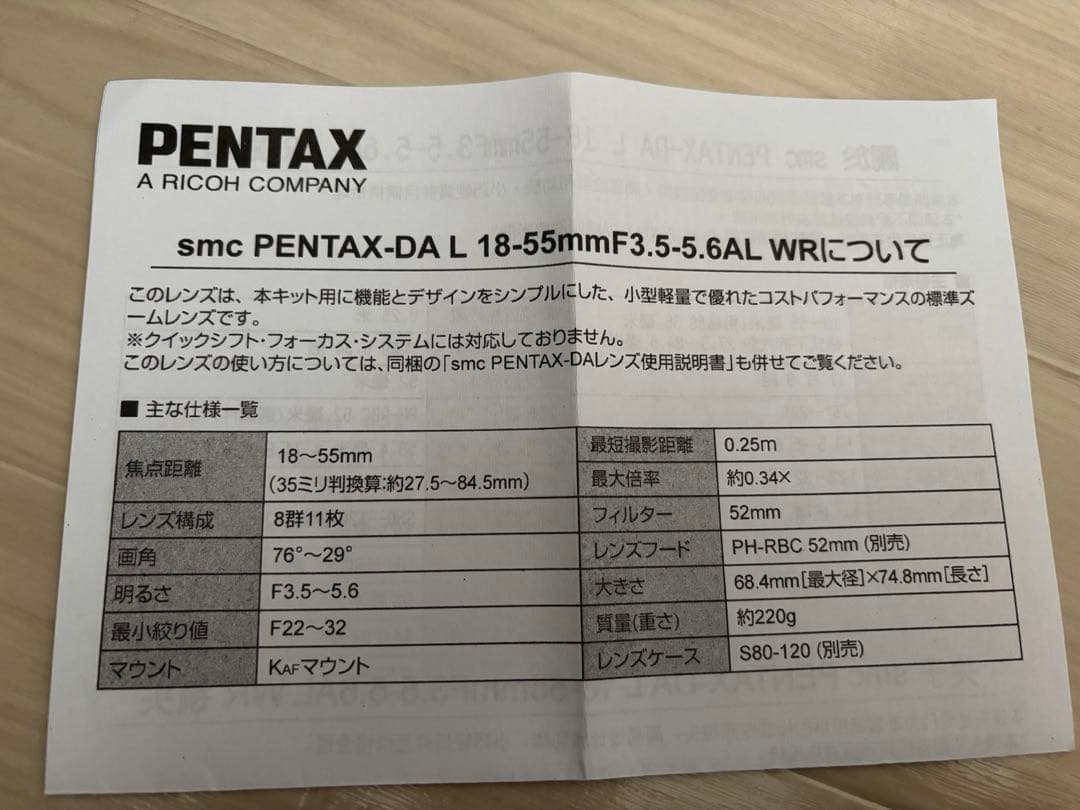 PENTAX
A RICOH COMPANY
smc PENTAX-DA L 18-55mmF3.5-5.6AL WRについて
このレンズは、本キット用に機能とデザインをシンプルにした、小型軽量で優れたコストパフォーマンスの標準ズ
ームレンズです。
※クイックシフト・フォーカス・システムには対応しておりません。
このレンズの使い方については、同梱の「smc PENTAX-DAレンズ使用説明書」も併せてご覧ください。
■ 主な仕様一覧
焦点距離 18～55mm
(35ミリ判換算:約27.5～84.5mm)
レンズ構成 8群11枚
画角 76°～29°
明るさ F3.5～5.6
最小絞り値 F22～32
マウント KAFマウント
最短撮影距離 0.25m
最大倍率 約0.34×
フィルター 52mm
レンズフード PH-RBC 52mm (別売)
大きさ 68.4mm[最大径]×74.8mm[長さ]
質量(重さ) 約220g
レンズケース S80-120 (別売)